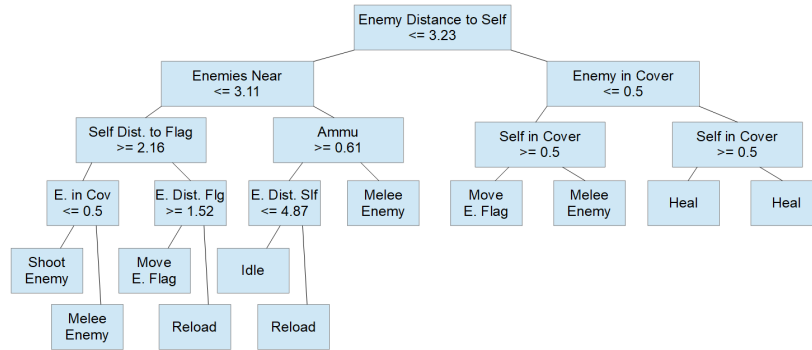 Enemy Distance to Self
<= 3.23
Enemies Near
<= 3.11
Enemy in Cover
<= 0.5
Self Dist. to Flag
>= 2.16
Ammu
>= 0.61
Self in Cover
>= 0.5
Self in Cover
>= 0.5
E. in Cov
<= 0.5
E. Dist. Flg
>= 1.52
E. Dist. Slf
<= 4.87
Melee
Enemy
Move
E. Flag
Melee
Enemy
Heal
Heal
Shoot
Enemy
Move
E. Flag
Idle
Melee
Enemy
Reload
Reload